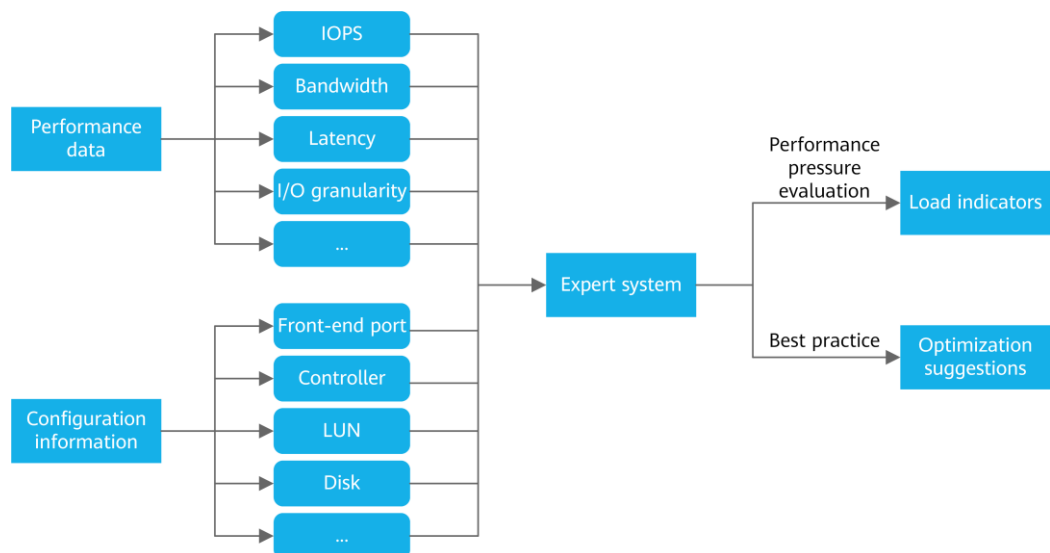 Performance
data
IOPS
Bandwidth
Latency
I/O granularity
...
Configuration
information
Front-end port
Controller
LUN
Disk
...
Expert system
Performance
pressure
evaluation
Load indicators
Best practice
Optimization
suggestions